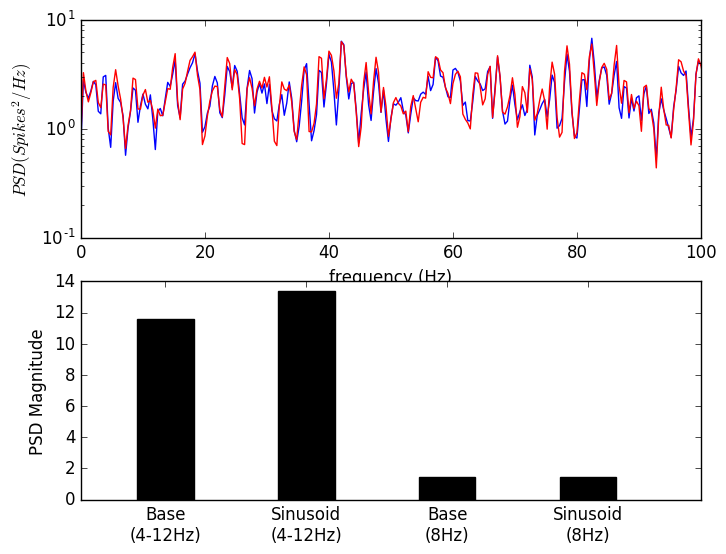 10^1
10^0
10^-1
PSD(Spikes^2/Hz)
0 20 40 60 80 100
frequency (Hz)
14
12
10
8
6
4
2
0
PSD Magnitude
Base Sinusoid Base Sinusoid
(4-12Hz) (4-12Hz) (8Hz) (8Hz)